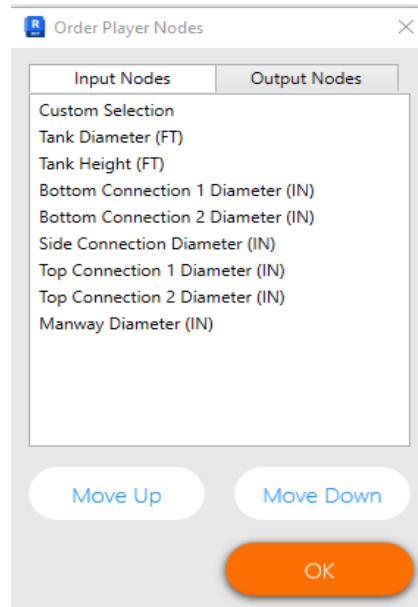 R
Order Player Nodes
Input Nodes Output Nodes
Custom Selection
Tank Diameter (FT)
Tank Height (FT)
Bottom Connection 1 Diameter (IN)
Bottom Connection 2 Diameter (IN)
Side Connection Diameter (IN)
Top Connection 1 Diameter (IN)
Top Connection 2 Diameter (IN)
Manway Diameter (IN)
Move Up Move Down
OK